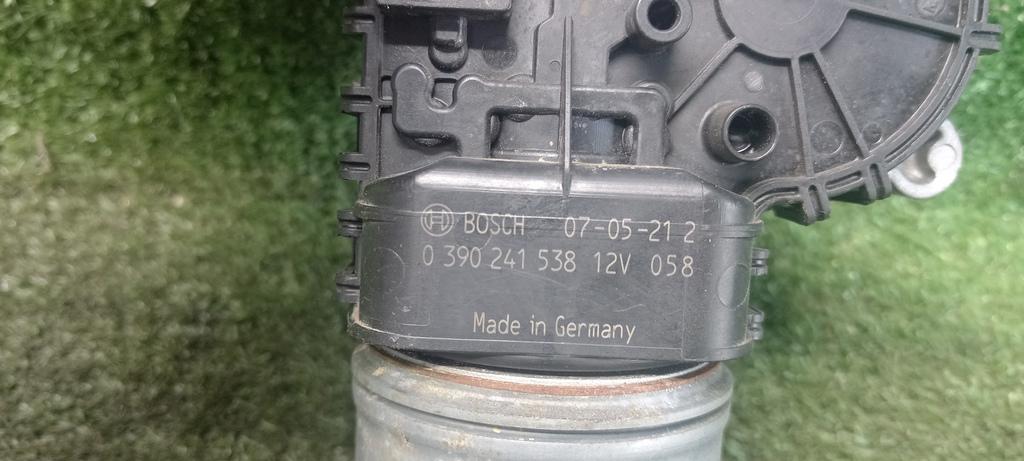 BOSCH 07-05-21 2
0 390 241 538 12V 058
Made in Germany